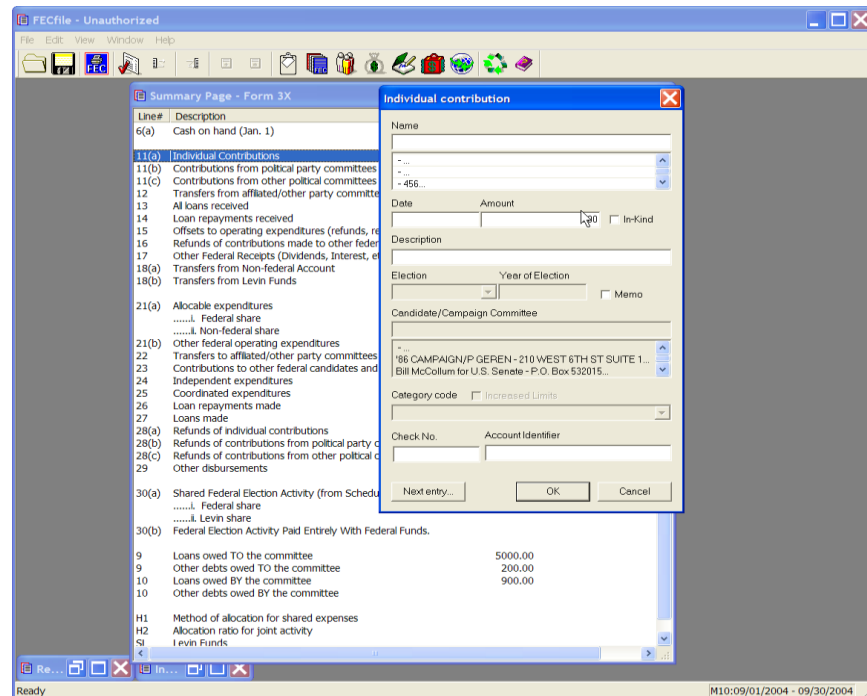 FECfile - Unauthorized
File Edit View Window Help
FEC
Summary Page - Form 3X
Line# Description
6(a) Cash on hand (Jan. 1)
11(a) Individual Contributions
11(b) Contributions from political party committees
11(c) Contributions from other political committees
12 Transfers from affiliated/other party committe
13 All loans received
14 Loan repayments received
15 Offsets to operating expenditures (refunds, re
16 Refunds of contributions made to other feder
17 Other Federal Receipts (Dividends, Interest, et
18(a) Transfers from Non-federal Account
18(b) Transfers from Levin Funds
21(a) Allocable expenditures
......i. Federal share
......ii. Non-federal share
21(b) Other federal operating expenditures
22 Transfers to affiliated/other party committees
23 Contributions to other federal candidates and
24 Independent expenditures
25 Coordinated expenditures
26 Loan repayments made
27 Loans made
28(a) Refunds of individual contributions
28(b) Refunds of contributions from political party c
28(c) Refunds of contributions from other political c
29 Other disbursements
30(a) Shared Federal Election Activity (from Schedu
......i. Federal share
......ii. Levin share
30(b) Federal Election Activity Paid Entirely With Federal Funds.
9 Loans owed TO the committee 5000.00
9 Other debts owed TO the committee 200.00
10 Loans owed BY the committee 900.00
10 Other debts owed BY the committee
H1 Method of allocation for shared expenses
H2 Allocation ratio for joint activity
SL Levin Funds
Individual contribution
Name
- ...
- ...
- 456...
Date Amount
In-Kind
Description
Election Year of Election
Memo
Candidate/Campaign Committee
- ...
'86 CAMPAIGN/P GEREN - 210 WEST 6TH ST SUITE 1...
Bill McCollum for U.S. Senate - P.O. Box 532015...
Category code Increased Limits
Check No. Account Identifier
Next entry... OK Cancel
Re... In...
Ready M10:09/01/2004 - 09/30/2004